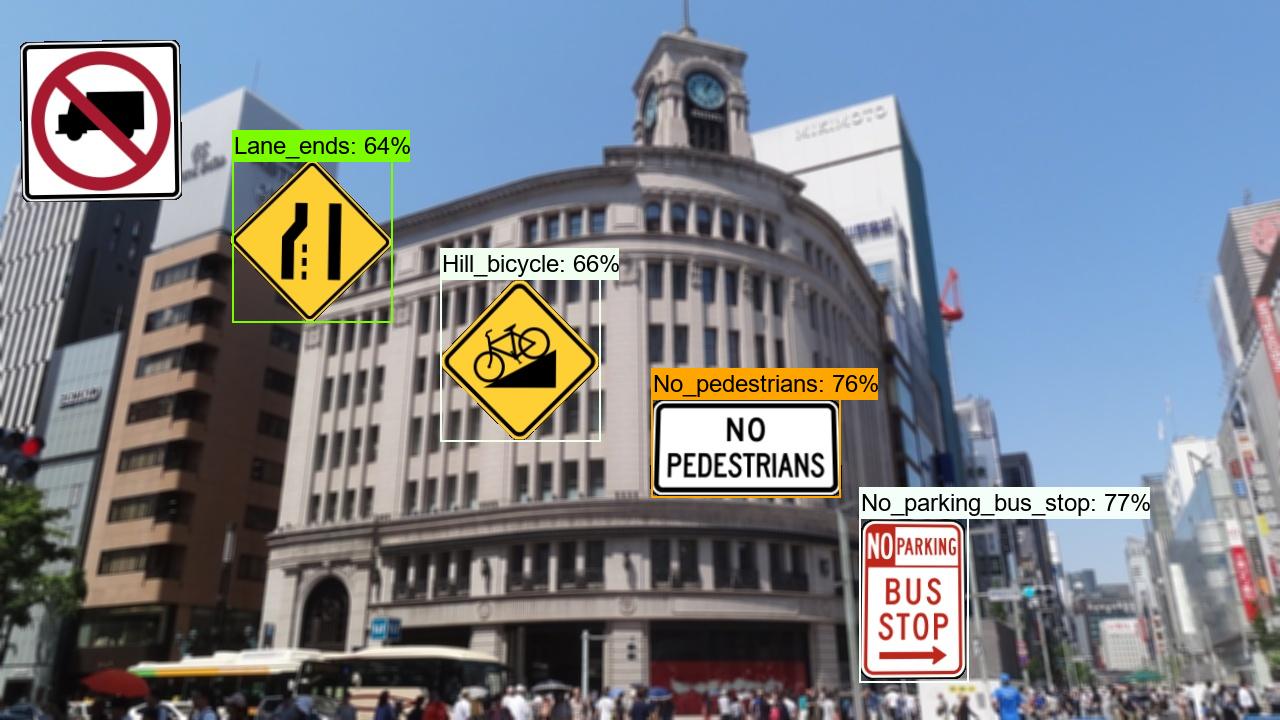 MIKIMOTO
Lane_ends: 64%
Hill_bicycle: 66%
No_pedestrians: 76%
NO
PEDESTRIANS
No_parking_bus_stop: 77%
NO PARKING
BUS
STOP